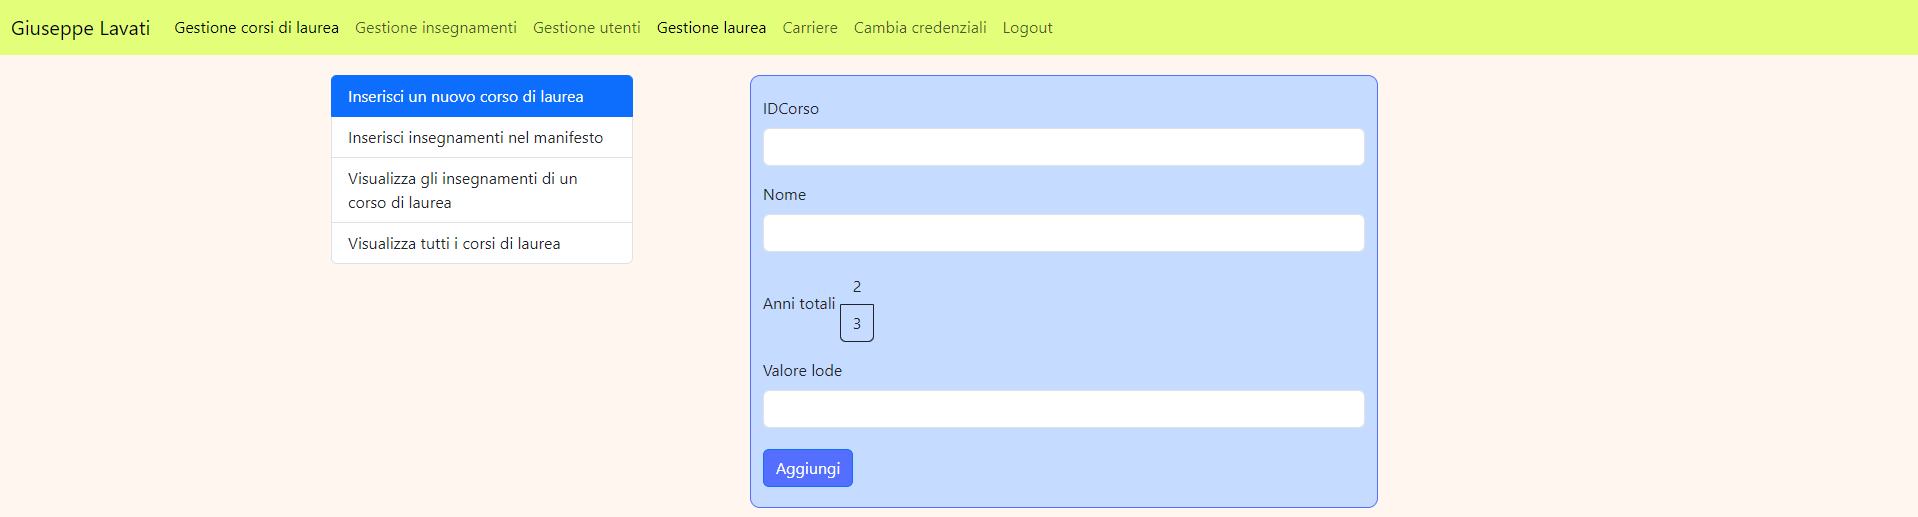 Giuseppe Lavati Gestione corsi di laurea Gestione insegnamenti Gestione utenti Gestione laurea Carriere Cambia credenziali Logout
Inserisci un nuovo corso di laurea
Inserisci insegnamenti nel manifesto
Visualizza gli insegnamenti di un
corso di laurea
Visualizza tutti i corsi di laurea
IDCorso
Nome
Anni totali
2
3
Valore lode
Aggiungi